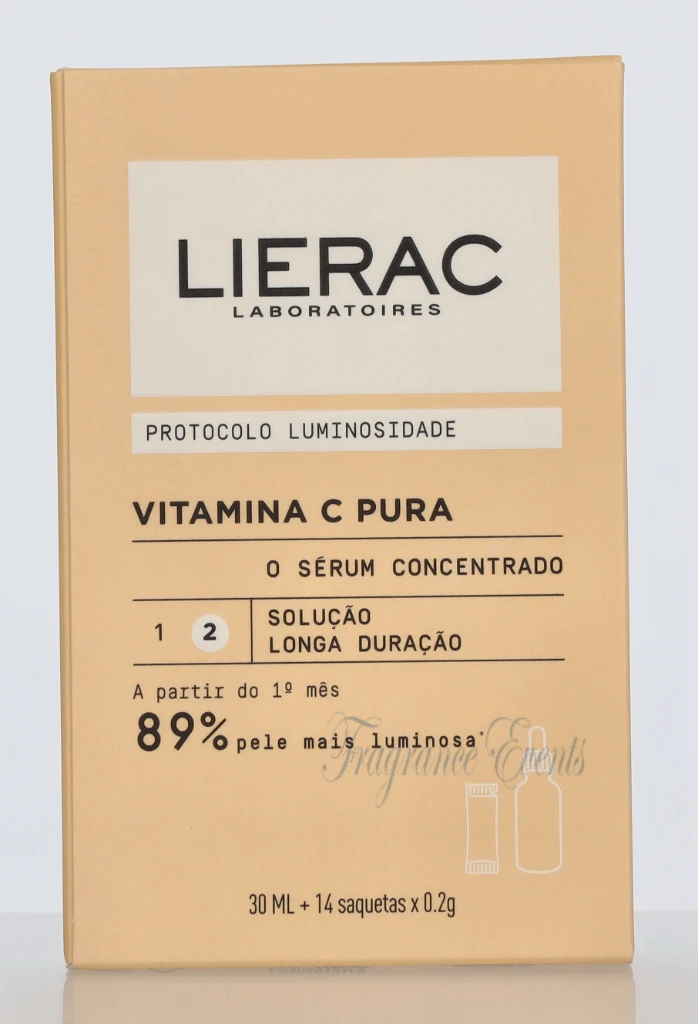 LIERAC
LABORATOIRES
PROTOCOLO LUMINOSIDADE
VITAMINA C PURA
O SÉRUM CONCENTRADO
1 2
SOLUÇÃO
LONGA DURAÇÃO
A partir do 1º mês
89% pele mais luminosa*
Fragrance Events
30 ML + 14 saquetas x 0.2g